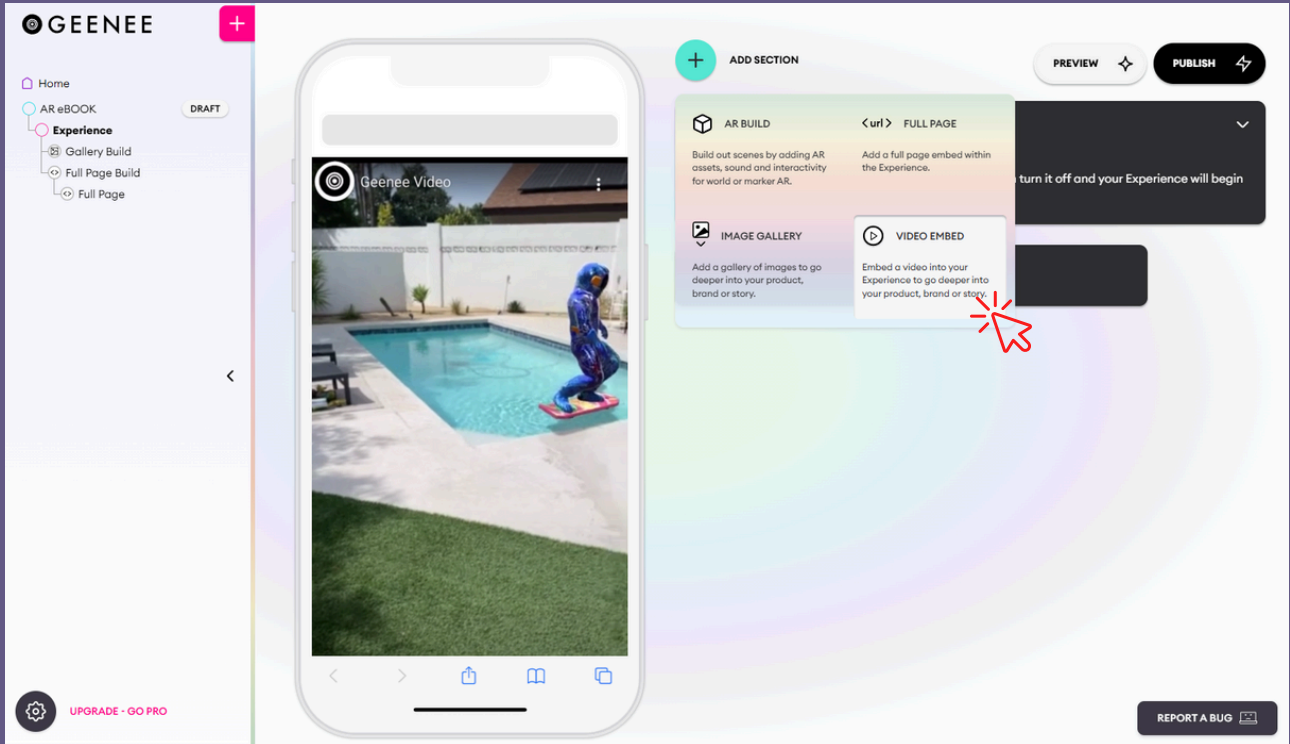 GEENEE
Home
AR eBOOK
DRAFT
Experience
Gallery Build
Full Page Build
Full Page
UPGRADE - GO PRO
Geenee Video
ADD SECTION
PREVIEW
PUBLISH
AR BUILD
Build out scenes by adding AR
assets, sound and interactivity
for world or marker AR.
<url> FULL PAGE
Add a full page embed within
the Experience.
turn it off and your Experience will begin
IMAGE GALLERY
Add a gallery of images to go
deeper into your product,
brand or story.
VIDEO EMBED
Embed a video into your
Experience to go deeper into
your product, brand or story.
REPORT A BUG